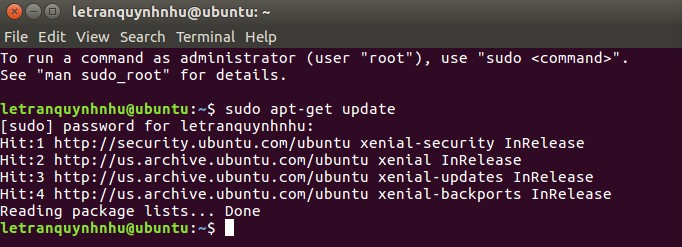 letranquynhnhu@ubuntu: ~
File Edit View Search Terminal Help
To run a command as administrator (user "root"), use "sudo <command>".
See "man sudo_root" for details.
letranquynhnhu@ubuntu:~$ sudo apt-get update
[sudo] password for letranquynhnhu:
Hit:1 http://security.ubuntu.com/ubuntu xenial-security InRelease
Hit:2 http://us.archive.ubuntu.com/ubuntu xenial InRelease
Hit:3 http://us.archive.ubuntu.com/ubuntu xenial-updates InRelease
Hit:4 http://us.archive.ubuntu.com/ubuntu xenial-backports InRelease
Reading package lists... Done
letranquynhnhu@ubuntu:~$